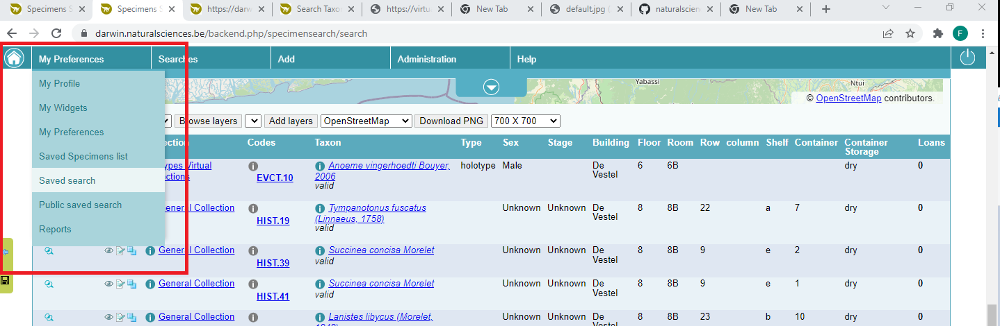 Specimens S
Specimens S
https://darw
Search Taxo
https://virtu
New Tab
default.jpg (
naturalscien
New Tab
darwin.naturalsciences.be/backend.php/specimensearch/search
F
My Preferences
Searches
Add
Administration
Help
My Profile
My Widgets
My Preferences
Saved Specimens list
Saved search
Public saved search
Reports
Yabassi
Ntui
© OpenStreetMap contributors.
Browse layers
Add layers
OpenStreetMap
Download PNG
700 X 700
ection Codes Taxon Type Sex Stage Building Floor Room Row column Shelf Container Container Loans
Storage
ypes Virtual Anoeme vingerhoedti Bouyer, holotype Male De 6 6B dry 0
ections EVCT.10 2006 Vestel
valid
eneral Collection Tympanotonus fuscatus Unknown Unknown De 8 8B 22 a 7 dry 0
HIST.19 (Linnaeus, 1758) Vestel
valid
General Collection Succinea concisa Morelet Unknown Unknown De 8 8B 9 e 2 dry 0
HIST.39 valid Vestel
General Collection Succinea concisa Morelet Unknown Unknown De 8 8B 9 e 1 dry 0
HIST.41 valid Vestel
General Collection Lanistes libycus (Morelet, Unknown Unknown De 8 8B 23 b 10 dry 0